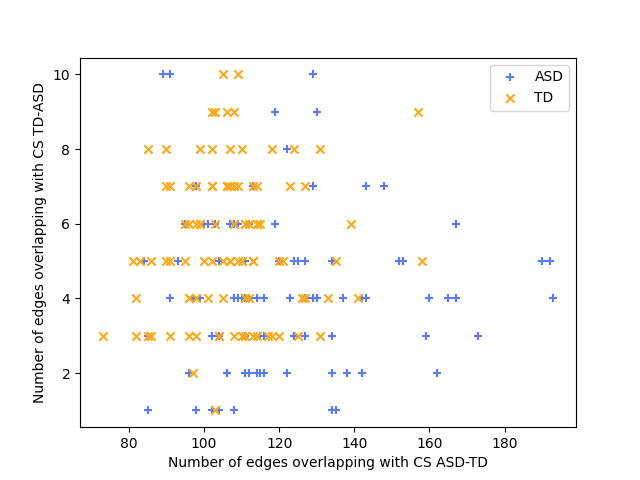 ASD
TD
10
8
6
4
2
80
100
120
140
160
180
Number of edges overlapping with CS TD-ASD
Number of edges overlapping with CS ASD-TD